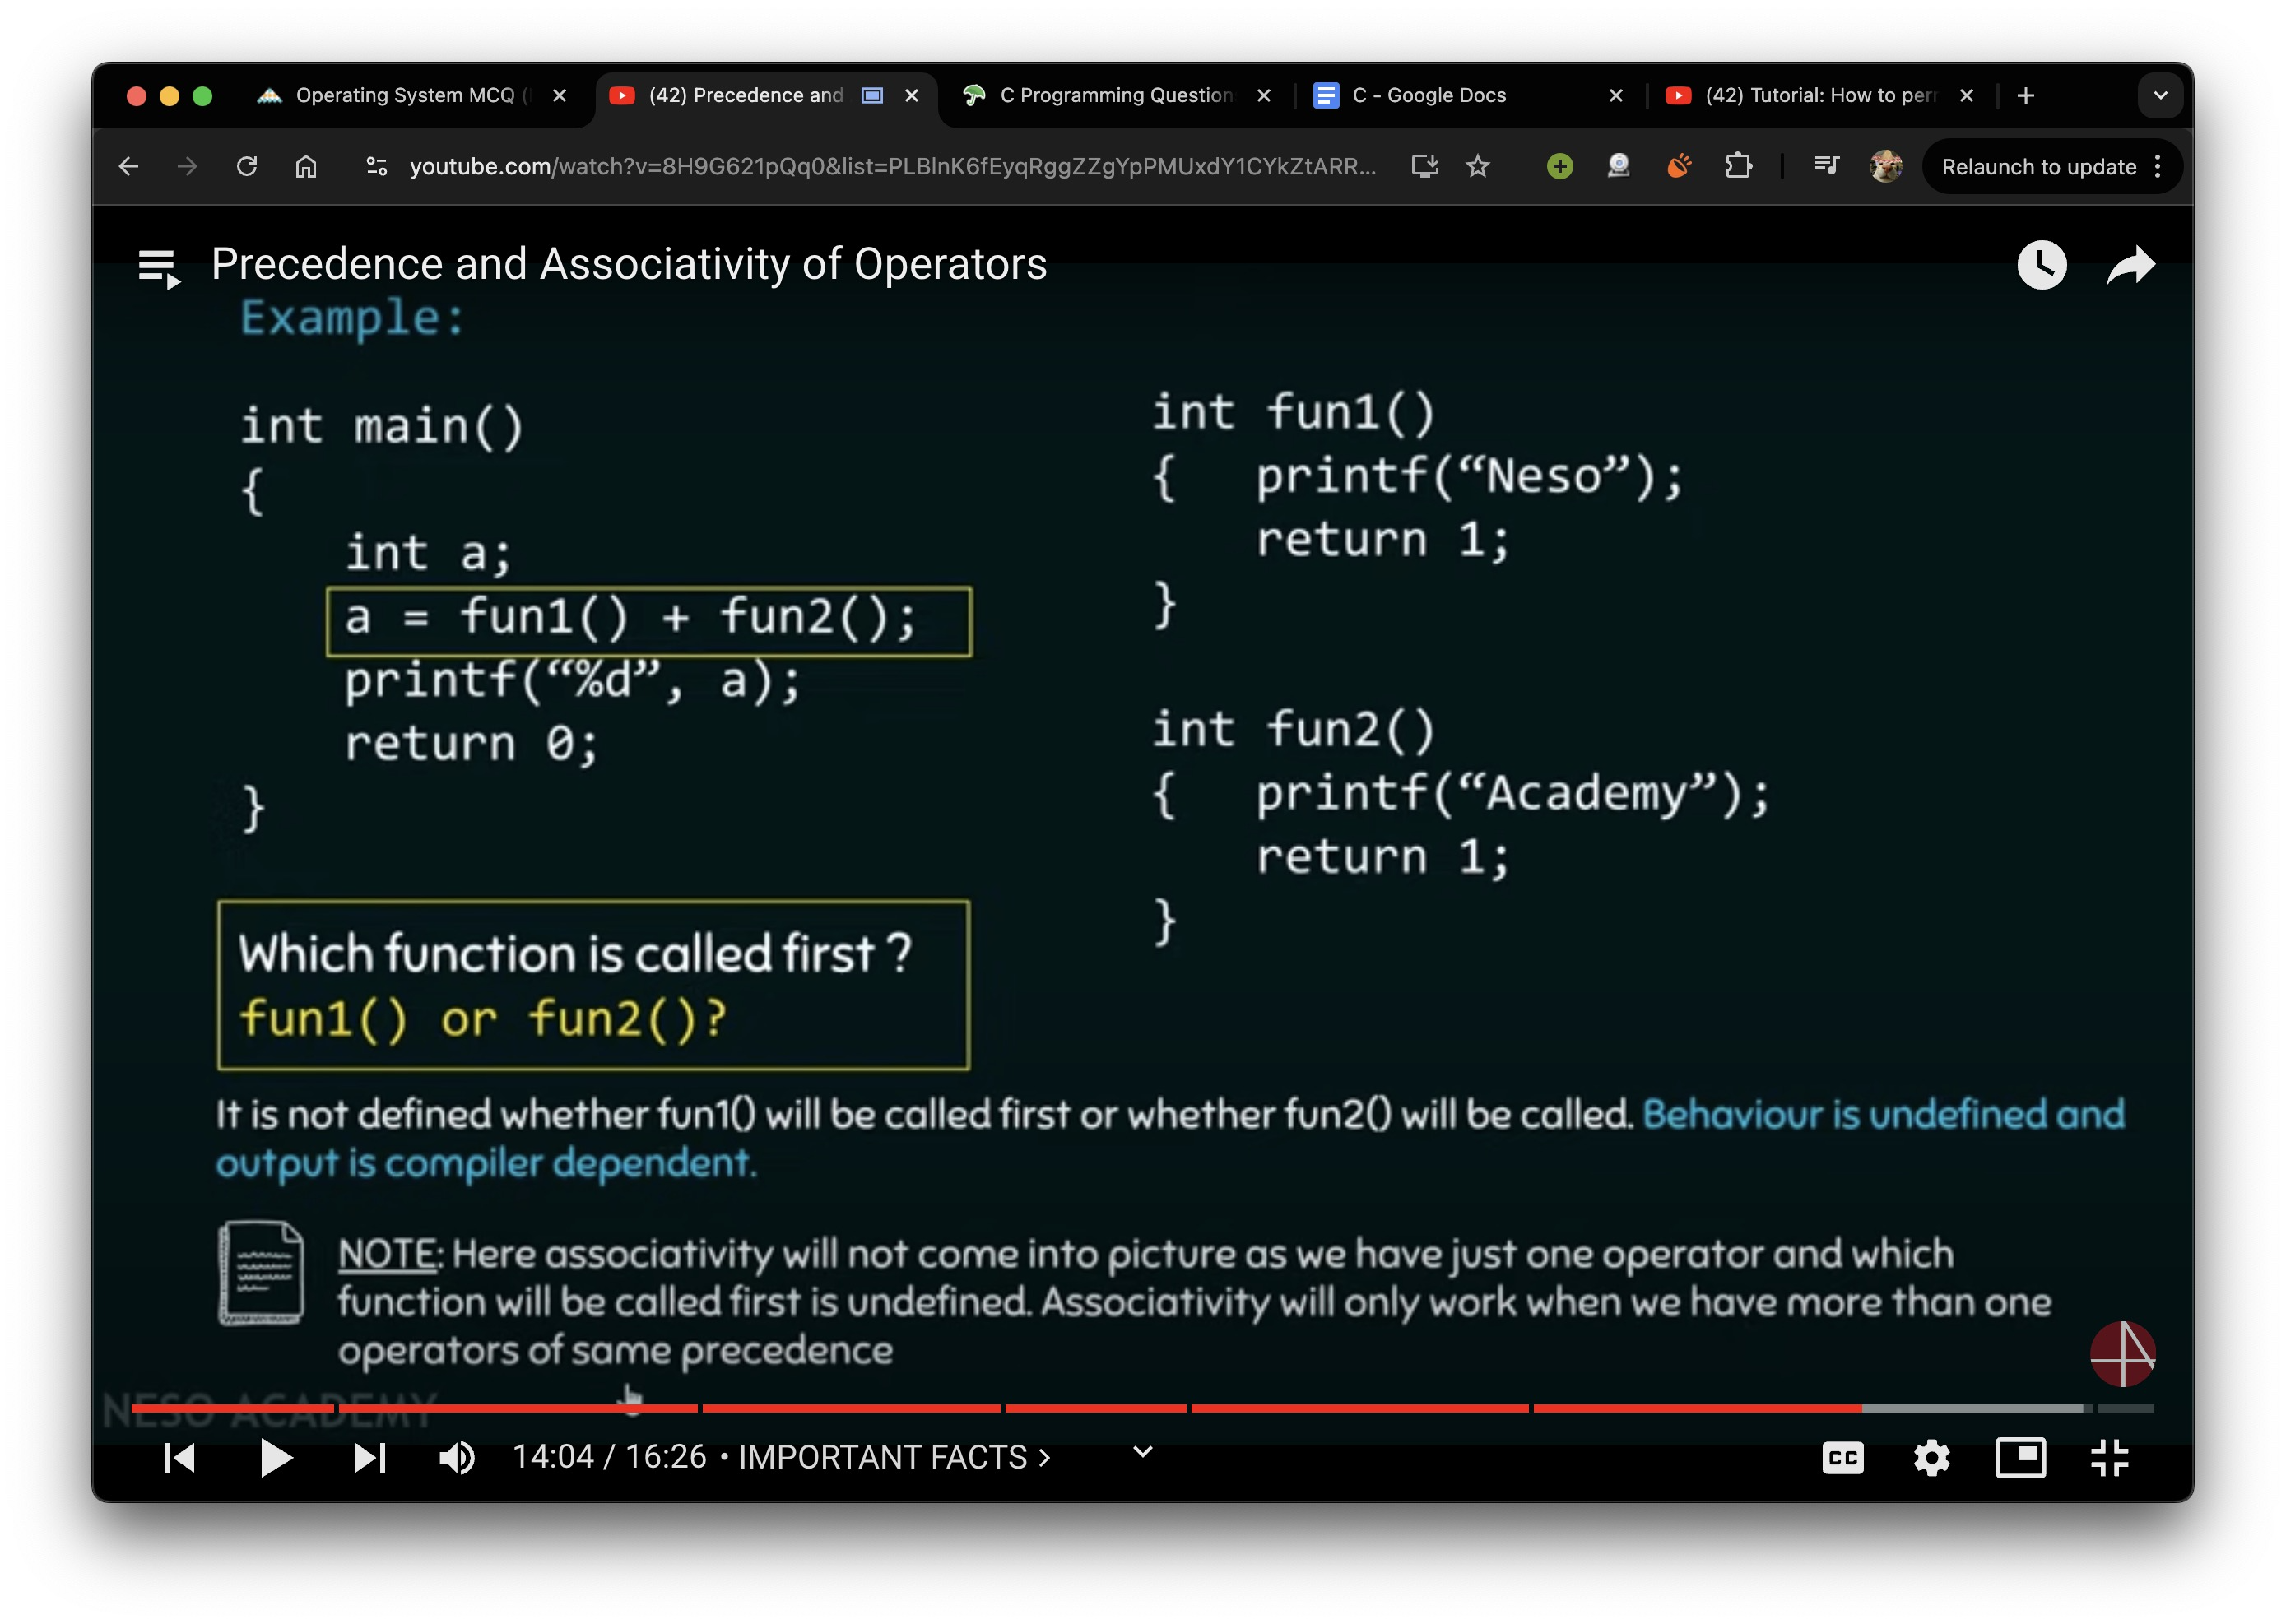 Operating System MCQ (
(42) Precedence and
C Programming Question
C - Google Docs
(42) Tutorial: How to per
youtube.com/watch?v=8H9G621pQq0&list=PLBlnK6fEyqRggZZgYpPMUxdY1CYkZtARR...
Relaunch to update
Precedence and Associativity of Operators
Example:
int main()
{
int a;
a = fun1() + fun2();
printf(“%d”, a);
return 0;
}
int fun1()
{ printf(“Neso”);
return 1;
}
int fun2()
{ printf(“Academy”);
return 1;
}
Which function is called first ?
fun1() or fun2()?
It is not defined whether fun1() will be called first or whether fun2() will be called. Behaviour is undefined and
output is compiler dependent.
NOTE: Here associativity will not come into picture as we have just one operator and which
function will be called first is undefined. Associativity will only work when we have more than one
operators of same precedence
NESO ACADEMY
14:04 / 16:26 • IMPORTANT FACTS >
CC